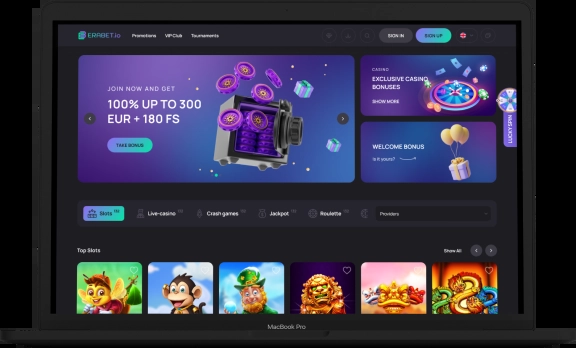 ERABET.io Promotions VIP Club Tournaments SIGN IN SIGN UP
JOIN NOW AND GET
100% UP TO 300
EUR + 180 FS
TAKE BONUS
CASINO
EXCLUSIVE CASINO
BONUSES
SHOW MORE
WELCOME BONUS
Is it yours?
LUCKY SPIN
Slots Live-casino Crash games Jackpot Roulette Providers
Top Slots Show All
MacBook Pro